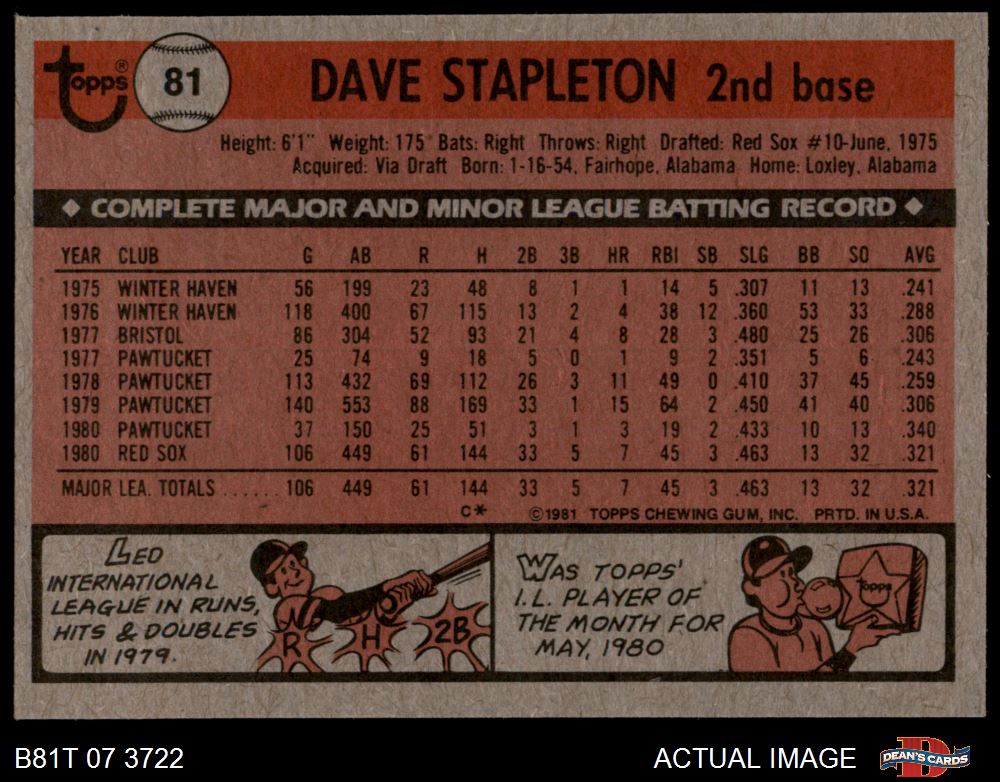 topps®
81
DAVE STAPLETON 2nd base
Height: 6'1" Weight: 175 Bats: Right Throws: Right Drafted: Red Sox #10-June, 1975
Acquired: Via Draft Born: 1-16-54, Fairhope, Alabama Home: Loxley, Alabama
◆ COMPLETE MAJOR AND MINOR LEAGUE BATTING RECORD ◆
YEAR CLUB G AB R H 2B 3B HR RBI SB SLG BB SO AVG
1975 WINTER HAVEN 56 199 23 48 8 1 1 14 5 .307 11 13 .241
1976 WINTER HAVEN 118 400 67 115 13 2 4 38 12 .360 53 33 .288
1977 BRISTOL 86 304 52 93 21 4 8 28 3 .480 25 26 .306
1977 PAWTUCKET 25 74 9 18 5 0 1 9 2 .351 5 6 .243
1978 PAWTUCKET 113 432 69 112 26 3 11 49 0 .410 37 45 .259
1979 PAWTUCKET 140 553 88 169 33 1 15 64 2 .450 41 40 .306
1980 PAWTUCKET 37 150 25 51 3 1 3 19 2 .433 10 13 .340
1980 RED SOX 106 449 61 144 33 5 7 45 3 .463 13 32 .321
MAJOR LEA. TOTALS ...... 106 449 61 144 33 5 7 45 3 .463 13 32 .321
C* ©1981 TOPPS CHEWING GUM, INC. PRTD. IN U.S.A.
LED
INTERNATIONAL
LEAGUE IN RUNS,
HITS & DOUBLES
IN 1979.
R H 2B
WAS TOPPS'
I.L. PLAYER OF
THE MONTH FOR
MAY, 1980
topps
B81T 07 3722
ACTUAL IMAGE
DEAN'S CARDS